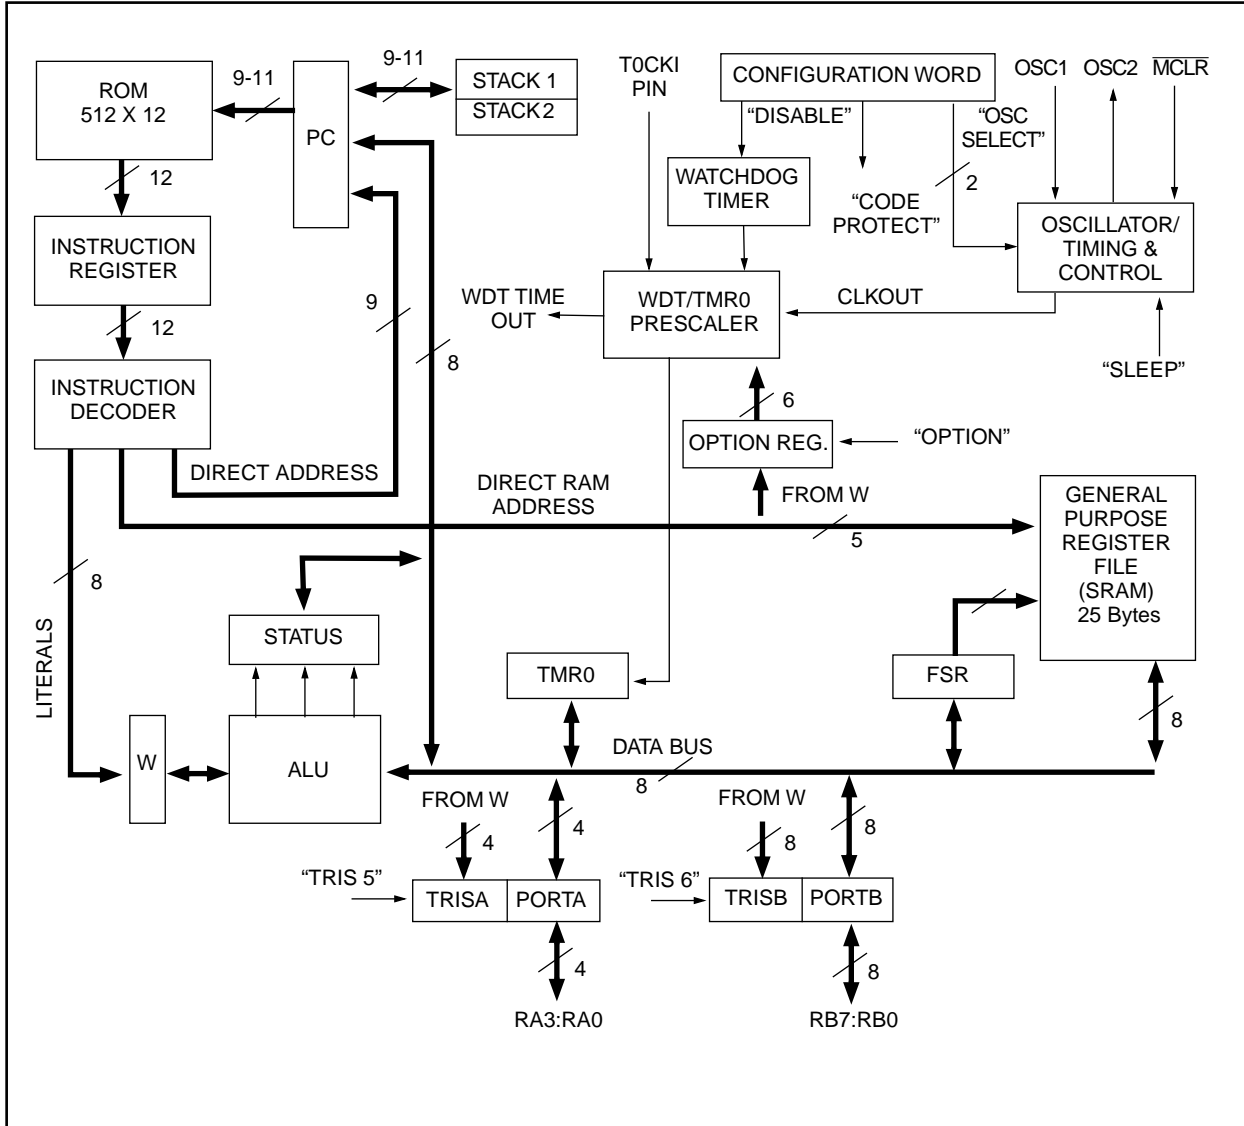 9-11
9-11
ROM
512 X 12
PC
STACK 1
STACK 2
T0CKI
PIN
CONFIGURATION WORD
OSC1
OSC2
MCLR
“DISABLE”
“OSC
SELECT”
12
WATCHDOG
TIMER
“CODE
PROTECT”
2
INSTRUCTION
REGISTER
OSCILLATOR/
TIMING &
CONTROL
9
WDT TIME
OUT
WDT/TMR0
PRESCALER
CLKOUT
12
8
“SLEEP”
INSTRUCTION
DECODER
6
OPTION REG.
“OPTION”
DIRECT ADDRESS
DIRECT RAM
ADDRESS
FROM W
5
GENERAL
PURPOSE
REGISTER
FILE
(SRAM)
25 Bytes
8
LITERALS
STATUS
TMR0
FSR
8
W
ALU
DATA BUS
8
FROM W
FROM W
4
4
8
8
“TRIS 5”
TRISA
PORTA
“TRIS 6”
TRISB
PORTB
4
8
RA3:RA0
RB7:RB0